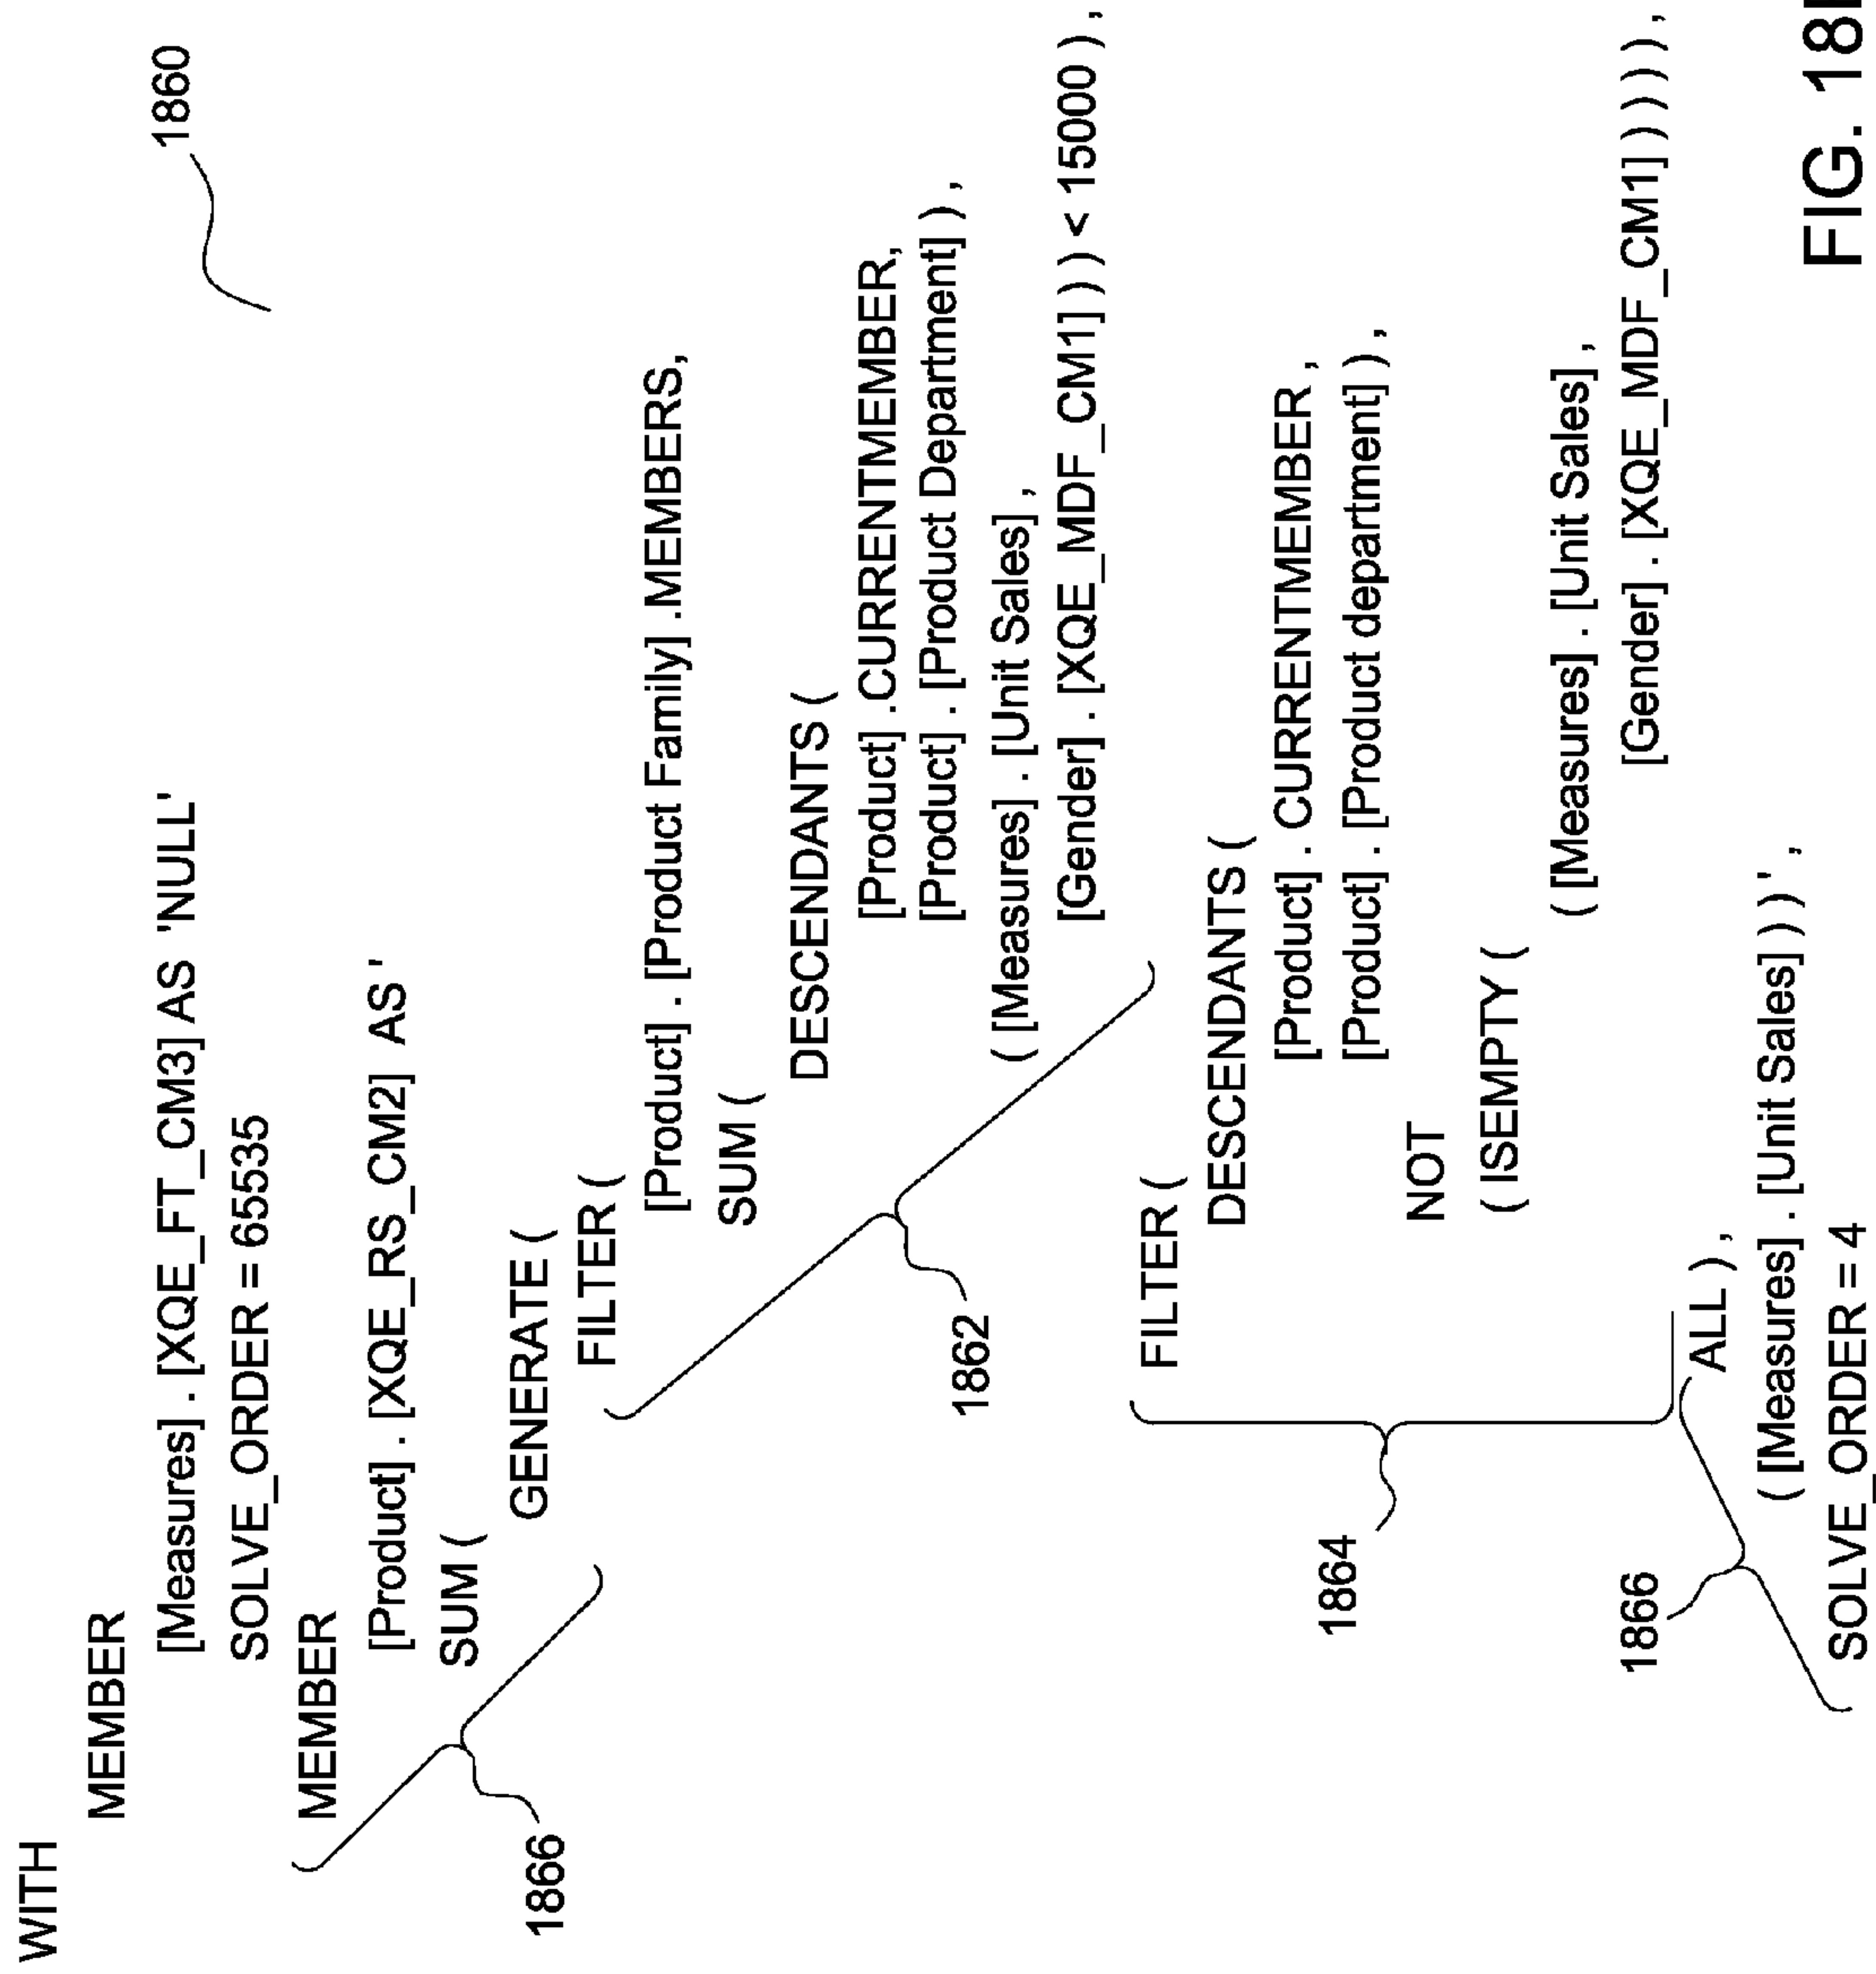 WITH
MEMBER
1860
[Measures] . [XQE_FT_CM3] AS 'NULL'
SOLVE_ORDER = 65535
MEMBER
[Product] . [XQE_RS_CM2] AS '
SUM (
1866
GENERATE (
FILTER (
[Product] . [Product Family] .MEMBERS,
SUM (
DESCENDANTS (
[Product] .CURRENTMEMBER,
[Product] . [Product Department] ) ,
( [Measures] . [Unit Sales] ,
1862
[Gender] . [XQE_MDF_CM1] ) ) < 15000 ) ,
FILTER (
DESCENDANTS (
[Product] . CURRENTMEMBER ,
1864
[Product] . [Product department] ) ,
NOT
( ISEMPTY (
( [Measures] . [Unit Sales] ,
1866
[Gender] . [XQE_MDF_CM1] ) ) ) ) ,
ALL ) ,
( [Measures] . [Unit Sales] ) ) ' ,
SOLVE_ORDER = 4
FIG.